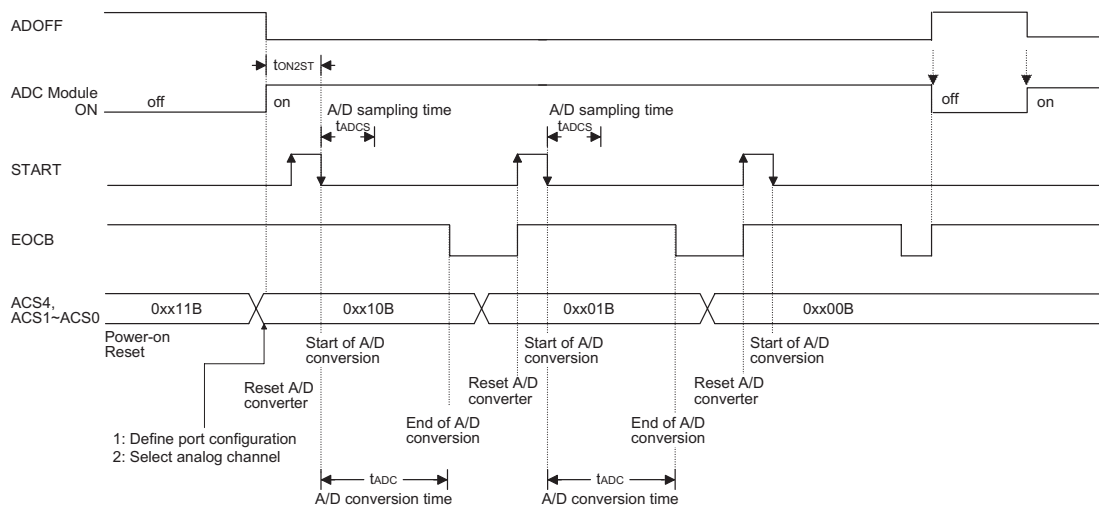 ADOFF
tON2ST
ADC Module
ON
off
on
A/D sampling time
tADCS
A/D sampling time
tADCS
off
on
START
EOCB
ACS4,
ACS1~ACS0
0xx11B
0xx10B
0xx01B
0xx00B
Power-on
Reset
Start of A/D
conversion
Start of A/D
conversion
Start of A/D
conversion
Reset A/D
converter
Reset A/D
converter
Reset A/D
converter
End of A/D
conversion
End of A/D
conversion
1: Define port configuration
2: Select analog channel
tADC
A/D conversion time
tADC
A/D conversion time